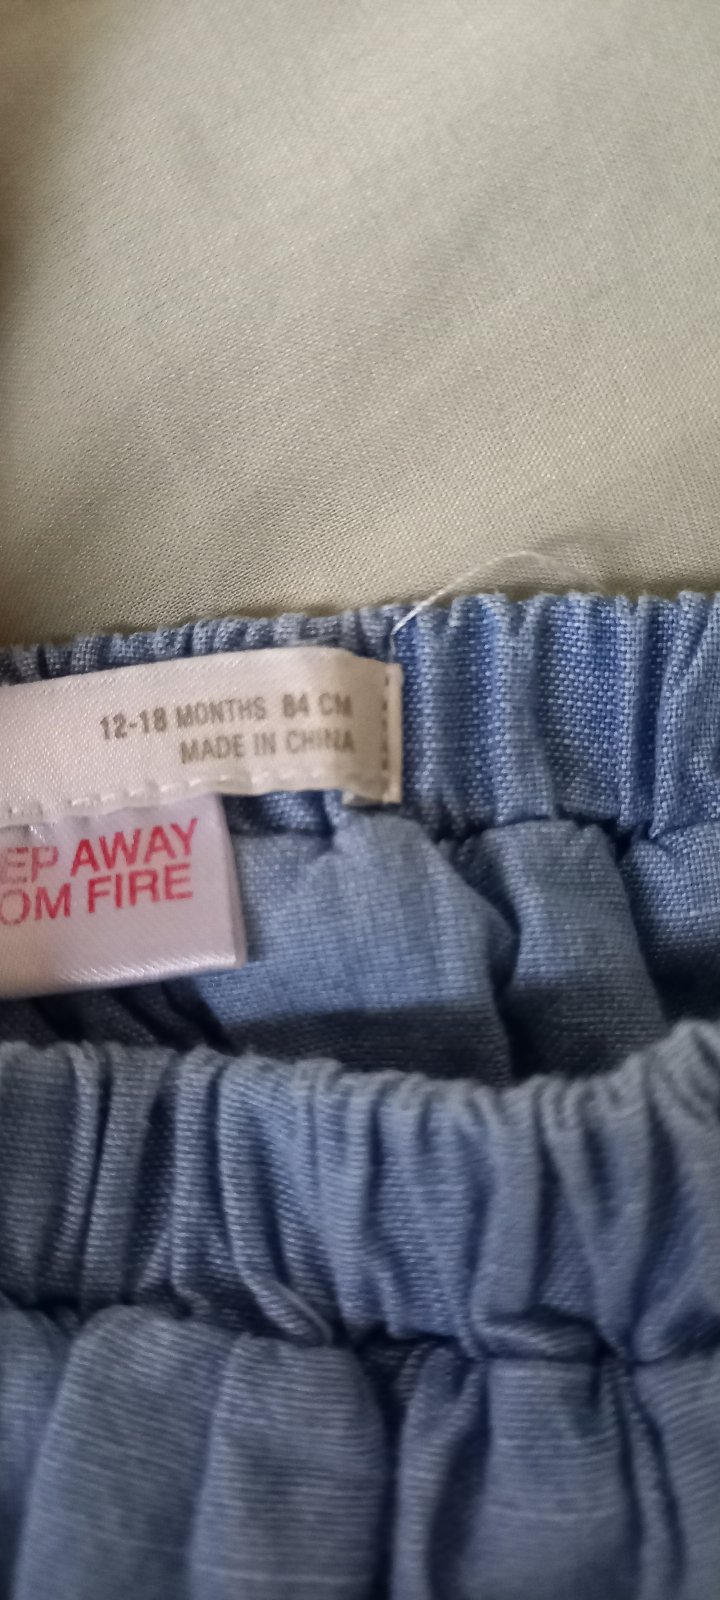 12-18 MONTHS 84 CM
MADE IN CHINA
EP AWAY
OM FIRE